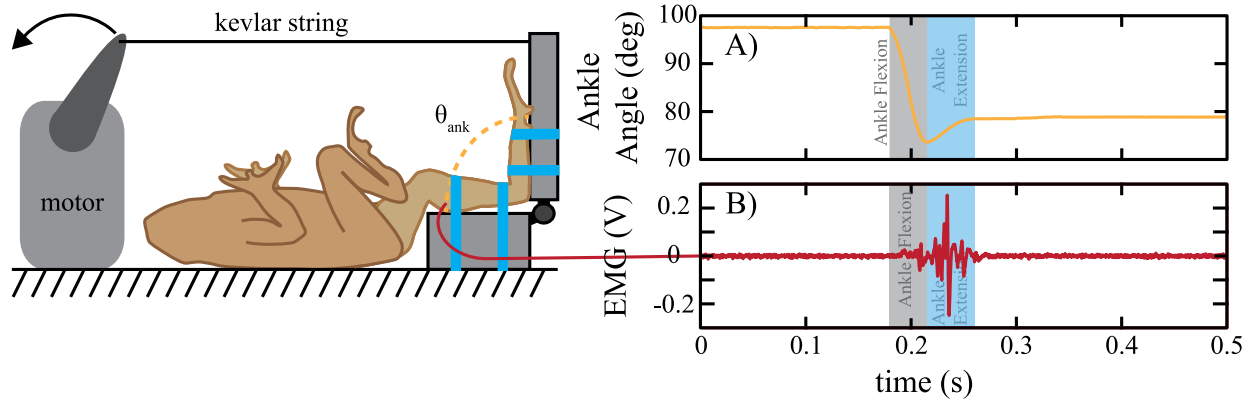 kevlar string
motor
θank
Ankle
Angle (deg)
100
90
80
70
A)
Ankle Flexion
Ankle
Extension
EMG (V)
0.2
0
-0.2
B)
Ankle Flexion
Ankle
Extension
0
0.1
0.2
0.3
0.4
0.5
time (s)